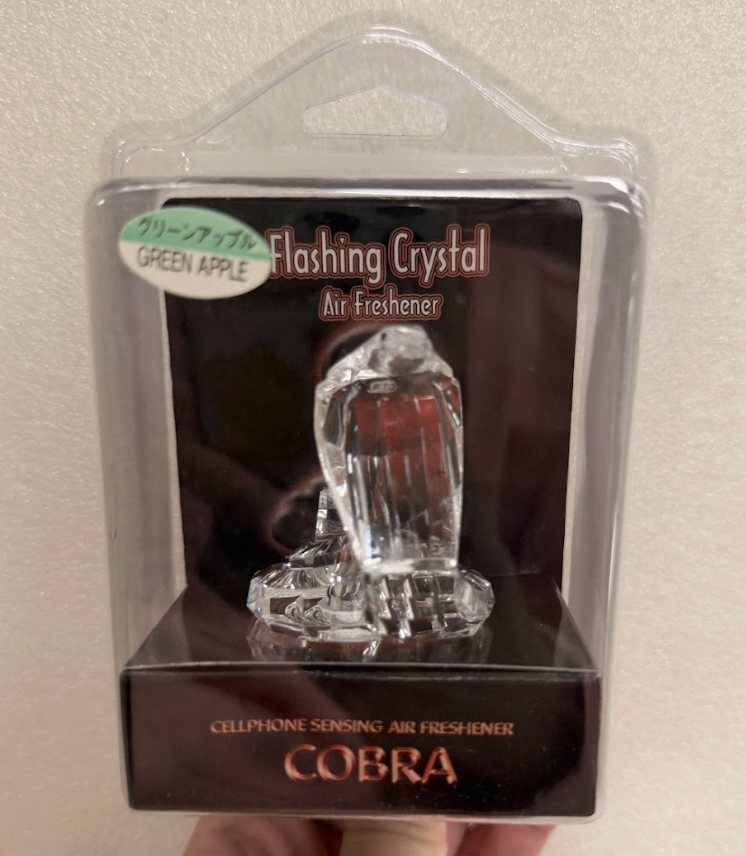 グリーンアップル
GREEN APPLE
Flashing Crystal
Air Freshener
CELLPHONE SENSING AIR FRESHENER
COBRA